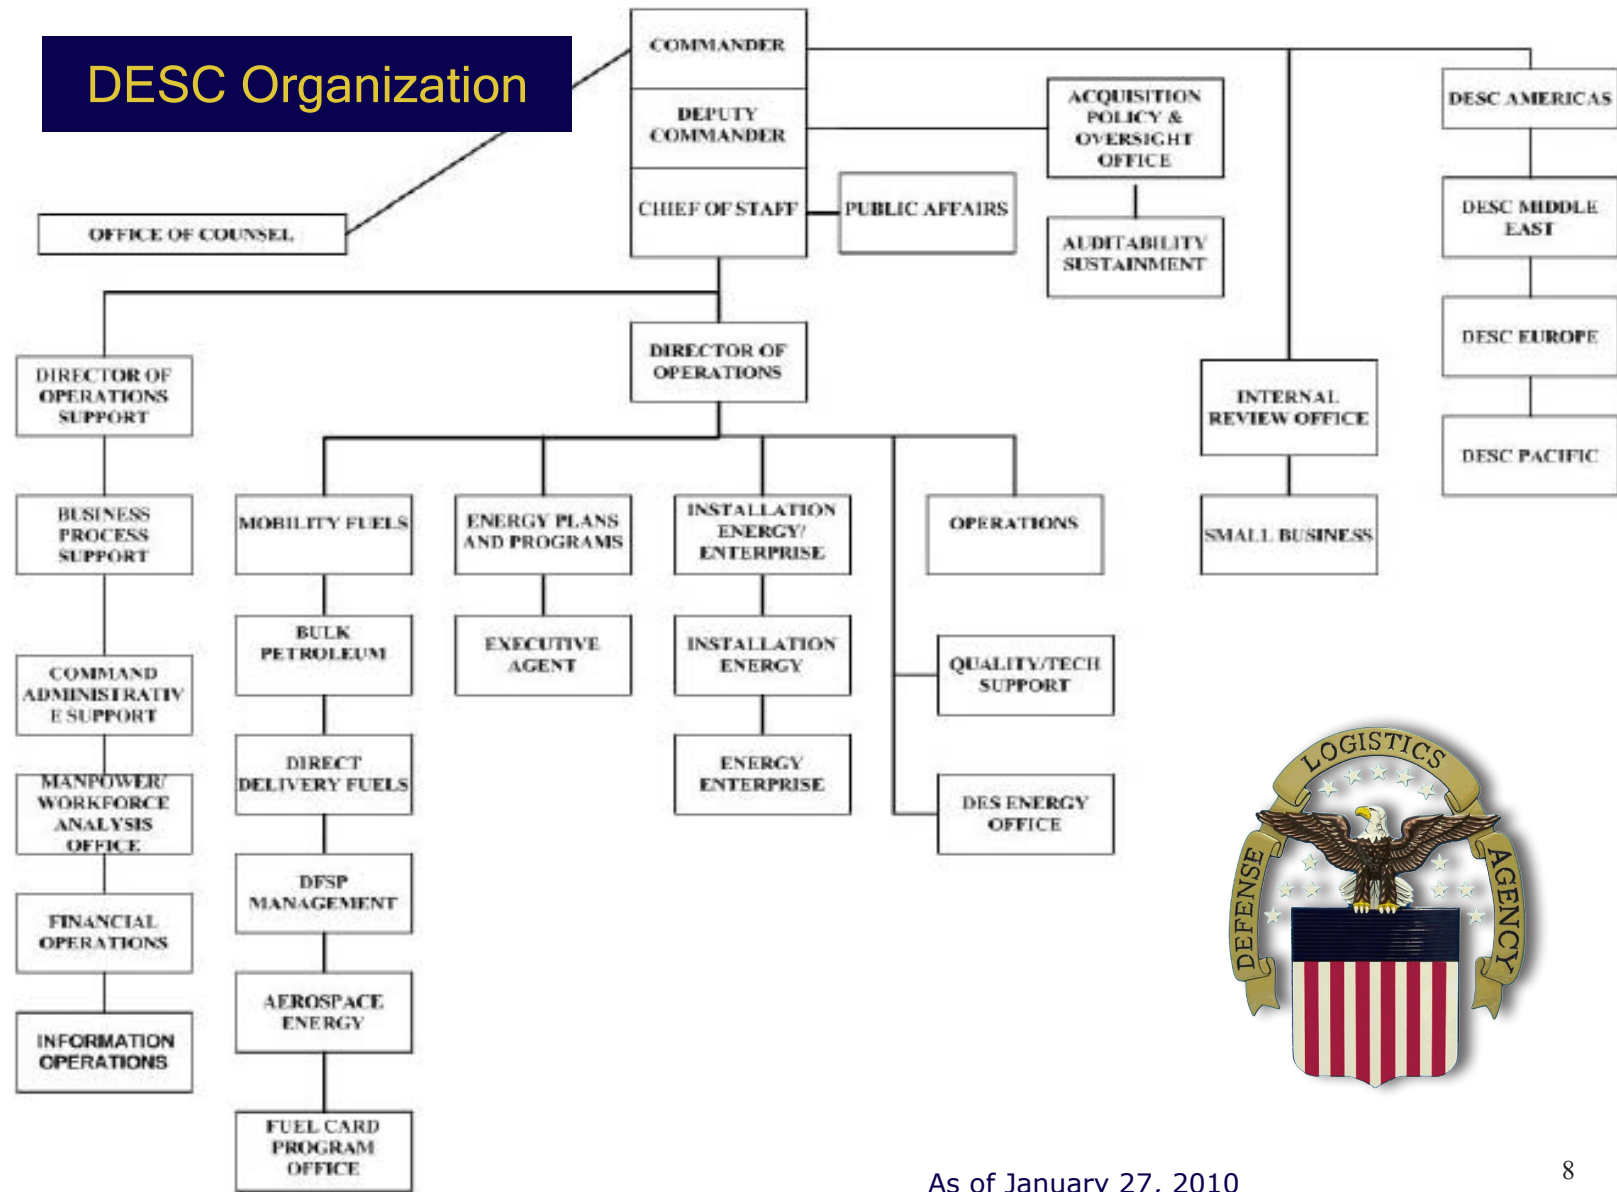 DESC Organization
COMMANDER
DEPUTY
COMMANDER
CHIEF OF STAFF
PUBLIC AFFAIRS
ACQUISITION
POLICY &
OVERSIGHT
OFFICE
AUDITABILITY
SUSTAINMENT
DESC AMERICAS
DESC MIDDLE
EAST
DESC EUROPE
DESC PACIFIC
OFFICE OF COUNSEL
DIRECTOR OF
OPERATIONS
DIRECTOR OF
OPERATIONS
SUPPORT
INTERNAL
REVIEW OFFICE
SMALL BUSINESS
BUSINESS
PROCESS
SUPPORT
COMMAND
ADMINISTRATIV
E SUPPORT
MANPOWER/
WORKFORCE
ANALYSIS
OFFICE
FINANCIAL
OPERATIONS
INFORMATION
OPERATIONS
MOBILITY FUELS
BULK
PETROLEUM
DIRECT
DELIVERY FUELS
DFSP
MANAGEMENT
AEROSPACE
ENERGY
FUEL CARD
PROGRAM
OFFICE
ENERGY PLANS
AND PROGRAMS
EXECUTIVE
AGENT
INSTALLATION
ENERGY/
ENTERPRISE
INSTALLATION
ENERGY
ENERGY
ENTERPRISE
OPERATIONS
QUALITY/TECH
SUPPORT
DES ENERGY
OFFICE
DEFENSE
LOGISTICS
AGENCY
As of January 27, 2010
8